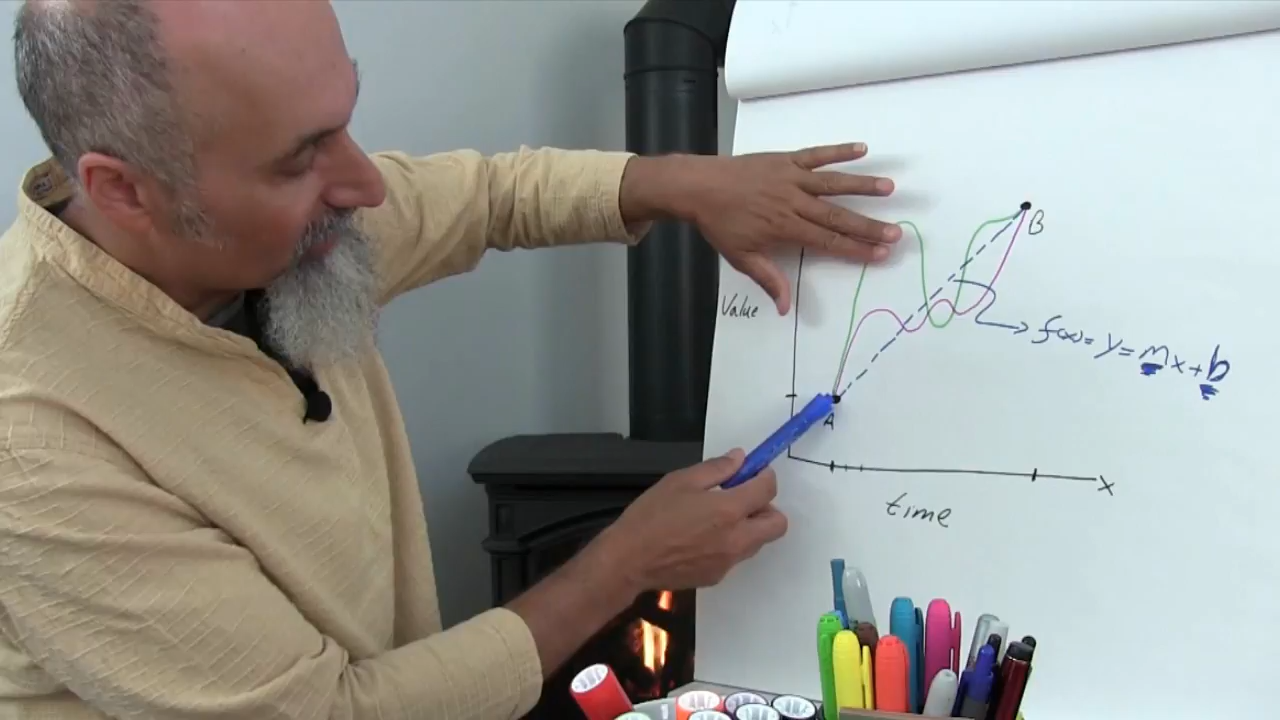 B
Value
f(x)= y=mx+b
A
x
time